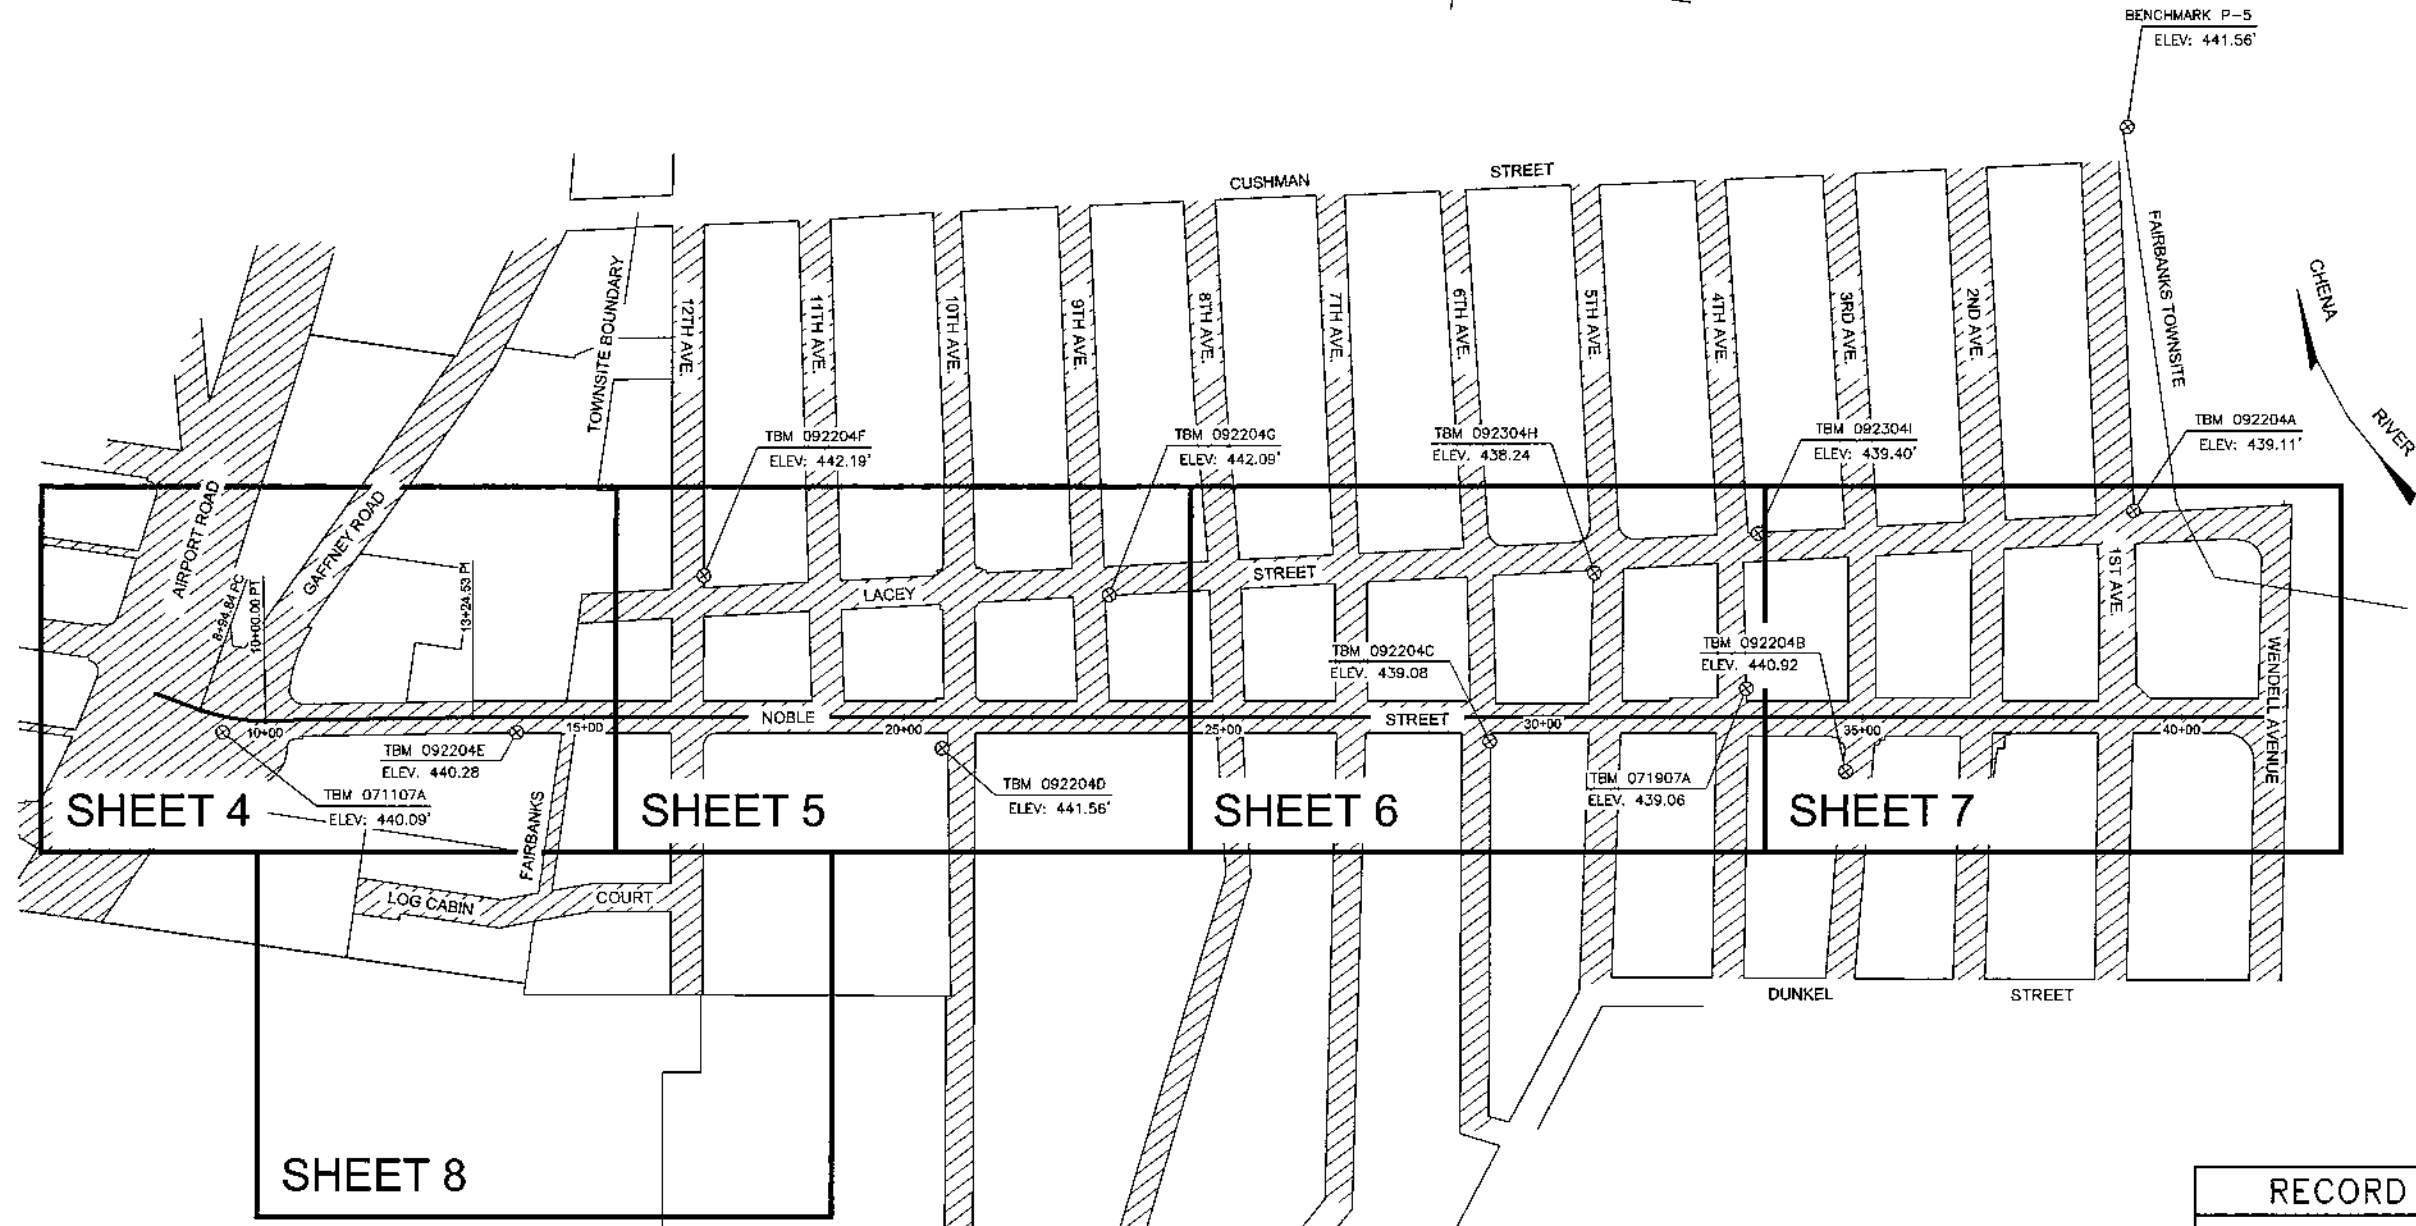 BENCHMARK P-5
ELEV: 441.56'
CUSHMAN
STREET
TOWNSITE BOUNDARY
12TH AVE.
11TH AVE.
10TH AVE.
9TH AVE.
8TH AVE.
7TH AVE.
6TH AVE.
5TH AVE.
4TH AVE.
3RD AVE.
2ND AVE.
FAIRBANKS TOWNSITE
CHENA
RIVER
TBM 092204F
ELEV: 442.19'
TBM 092204G
ELEV: 442.09'
TBM 092304H
ELEV. 438.24
TBM 092304I
ELEV: 439.40'
TBM 092204A
ELEV: 439.11'
AIRPORT ROAD
GAFFNEY ROAD
8+94.84 PC
10+00.00 PT
13+24.53 PI
LACEY
STREET
1ST AVE.
WENDELL AVENUE
TBM 092204C
ELEV. 439.08
TBM 092204B
ELEV. 440.92
NOBLE
STREET
10+00
15+00
20+00
25+00
30+00
35+00
40+00
TBM 092204E
ELEV. 440.28
TBM 071107A
ELEV: 440.09'
TBM 092204D
ELEV: 441.56'
TBM 071907A
ELEV. 439.06
SHEET 4
SHEET 5
SHEET 6
SHEET 7
FAIRBANKS
LOG CABIN
COURT
DUNKEL
STREET
SHEET 8
RECORD